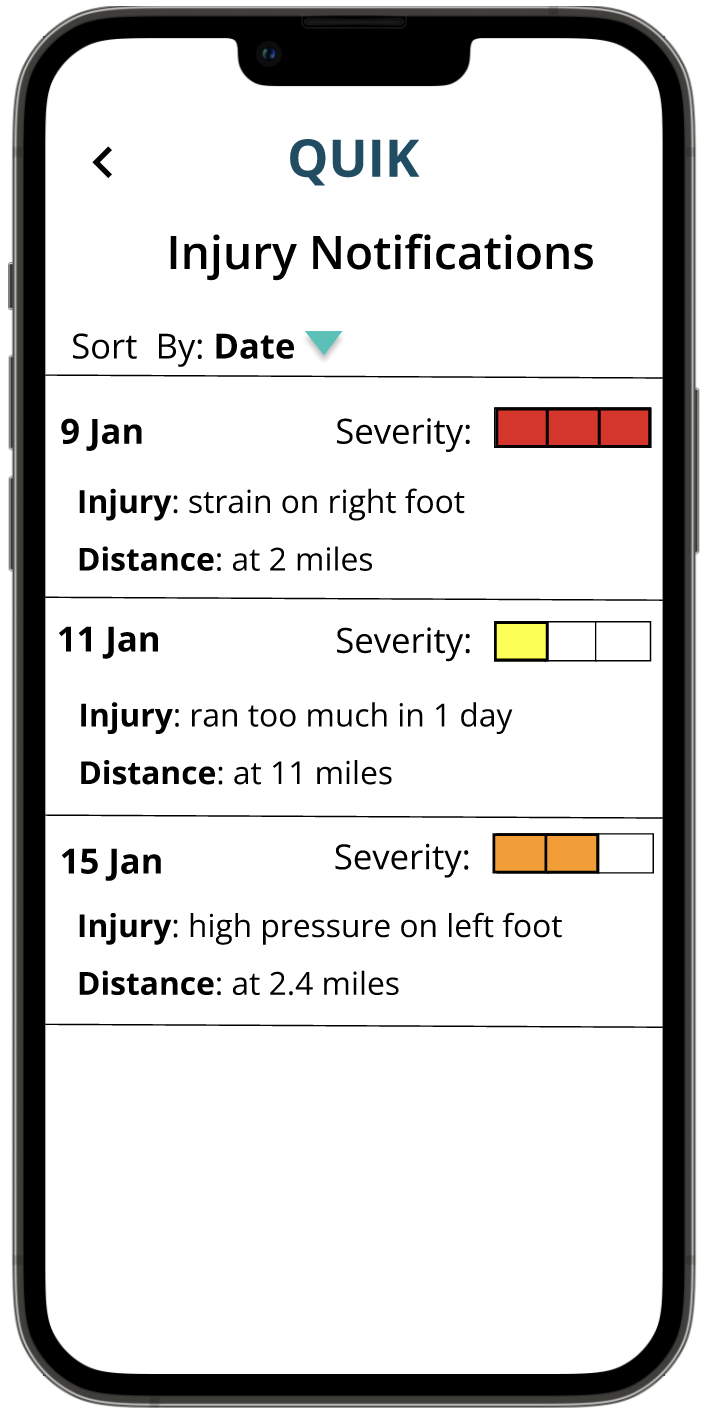 QUIK
Injury Notifications
Sort By: Date
9 Jan Severity:
Injury: strain on right foot
Distance: at 2 miles
11 Jan Severity:
Injury: ran too much in 1 day
Distance: at 11 miles
15 Jan Severity:
Injury: high pressure on left foot
Distance: at 2.4 miles